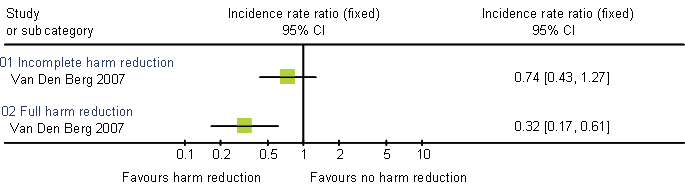 Study Incidence rate ratio (fixed) Incidence rate ratio (fixed)
or sub category 95% CI 95% CI
01 Incomplete harm reduction
Van Den Berg 2007 0.74 [0.43, 1.27]
02 Full harm reduction
Van Den Berg 2007 0.32 [0.17, 0.61]
0.1 0.2 0.5 1 2 5 10
Favours harm reduction Favours no harm reduction